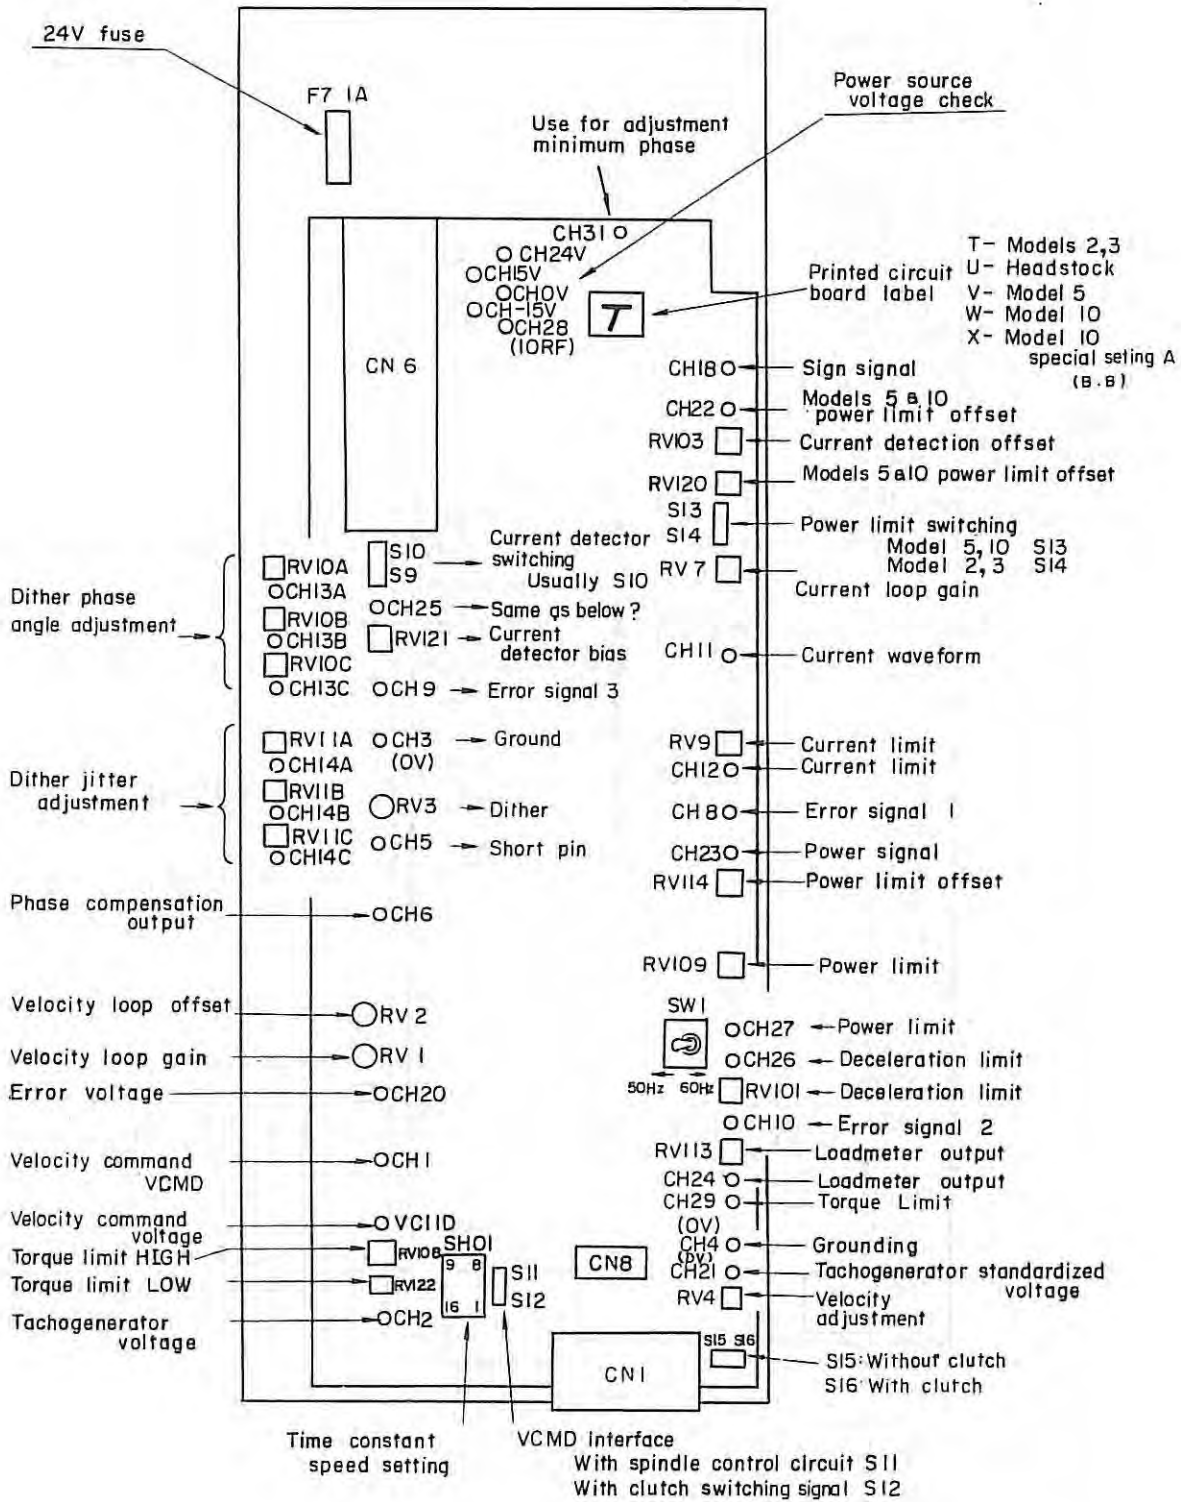 24V fuse
F7 1A
Power source
voltage check
Use for adjustment
minimum phase
CH31
CH24V
CH15V
CH0V
CH-15V
CH28
(10RF)
T
Printed circuit
board label
T- Models 2,3
U- Headstock
V- Model 5
W- Model 10
X- Model 10
special seting A
(B.B)
CN 6
CH18
Sign signal
CH22
Models 5 & 10
power limit offset
RV103
Current detection offset
RV120
Models 5&10 power limit offset
S13
S14
Power limit switching
Model 5,10 S13
Model 2,3 S14
RV 7
Current loop gain
S10
S9
Current detector
switching
Usually S10
Dither phase
angle adjustment
RV10A
CH13A
RV10B
CH13B
RV10C
CH13C
CH25
Same as below?
RV121
Current
detector bias
CH 9
Error signal 3
CH11
Current waveform
Dither jitter
adjustment
RV11A
CH14A
RV11B
CH14B
RV11C
CH14C
CH3
(0V)
Ground
RV3
Dither
CH5
Short pin
RV9
Current limit
CH12
Current limit
CH 8
Error signal 1
CH23
Power signal
RV114
Power limit offset
Phase compensation
output
CH6
RV109
Power limit
Velocity loop offset
RV 2
Velocity loop gain
RV 1
Error voltage
CH20
SW1
50Hz 60Hz
CH27
Power limit
CH26
Deceleration limit
RV101
Deceleration limit
CH10
Error signal 2
RV113
Loadmeter output
CH24
Loadmeter output
CH29
Torque Limit
(0V)
CH4
Grounding
(0V)
CH21
Tachogenerator standardized
voltage
RV4
Velocity
adjustment
Velocity command
VCMD
CH1
Velocity command
voltage
VC11D
Torque limit HIGH
RV108
Torque limit LOW
RV122
Tachogenerator
voltage
CH2
SH01
9 8
16 1
S11
S12
CN8
CN1
S15 S16
S15:Without clutch
S16:With clutch
Time constant
speed setting
VCMD interface
With spindle control circuit S11
With clutch switching signal S12